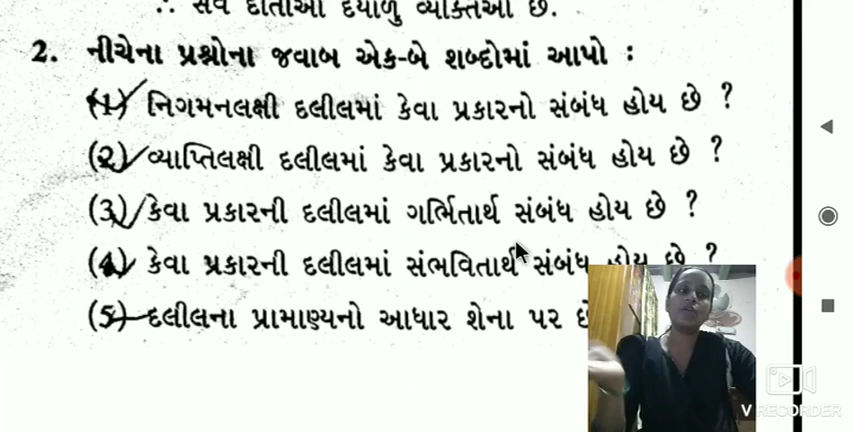 ∴ સર્વ દાતાઓ દયાળુ વ્યક્તિઓ છે.
2. નીચેના પ્રશ્નોના જવાબ એક-બે શબ્દોમાં આપો :
(1) નિગમનલક્ષી દલીલમાં કેવા પ્રકારનો સંબંધ હોય છે ?
(2) વ્યાપ્તિલક્ષી દલીલમાં કેવા પ્રકારનો સંબંધ હોય છે ?
(3) કેવા પ્રકારની દલીલમાં ગર્ભિતાર્થ સંબંધ હોય છે ?
(4) કેવા પ્રકારની દલીલમાં સંભવિતાર્થ સંબંધ હોય છે ?
(5) દલીલના પ્રામાણ્યનો આધાર શેના પર
V RECORDER